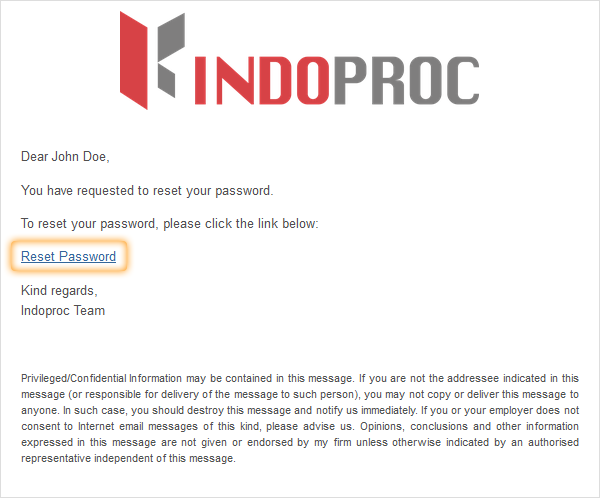 INDOPROC
Dear John Doe,
You have requested to reset your password.
To reset your password, please click the link below:
Reset Password
Kind regards,
Indoproc Team
Privileged/Confidential Information may be contained in this message. If you are not the addressee indicated in this
message (or responsible for delivery of the message to such person), you may not copy or deliver this message to
anyone. In such case, you should destroy this message and notify us immediately. If you or your employer does not
consent to Internet email messages of this kind, please advise us. Opinions, conclusions and other information
expressed in this message are not given or endorsed by my firm unless otherwise indicated by an authorised
representative independent of this message.